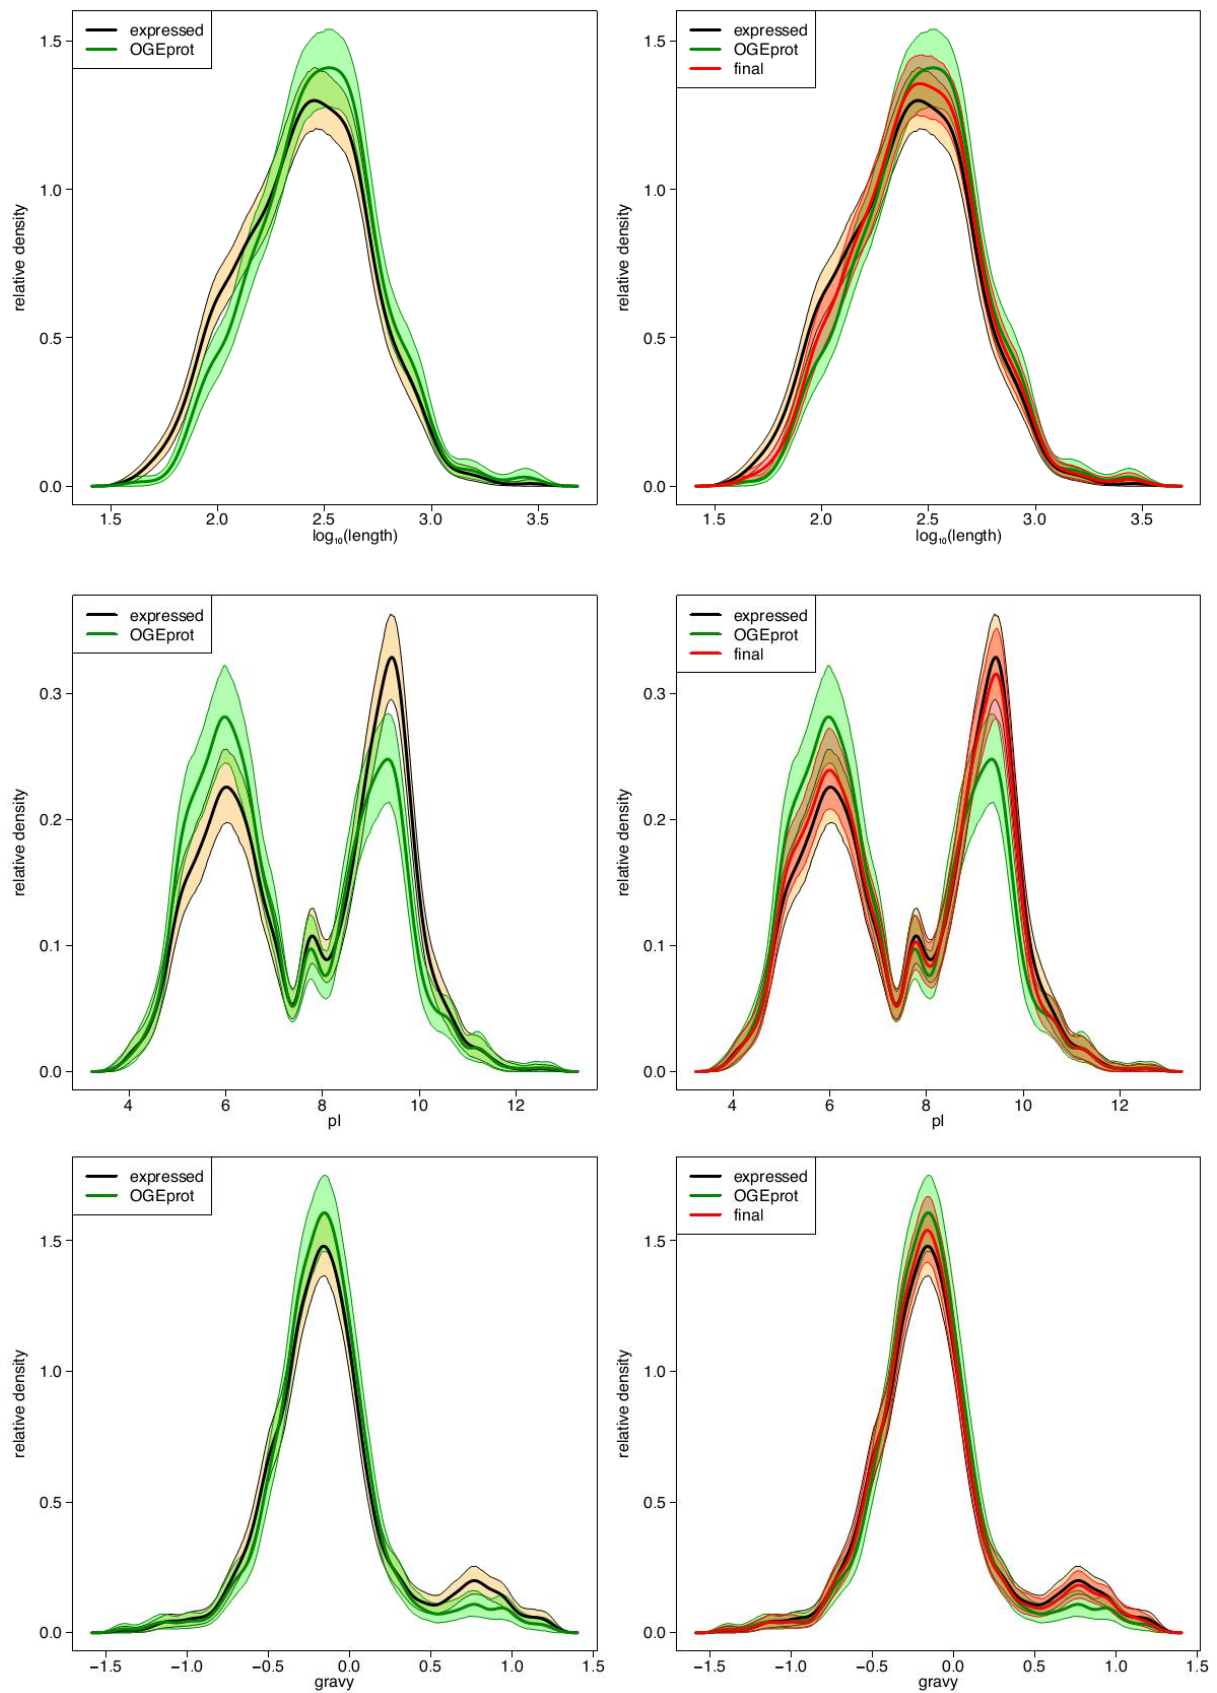 expressed
OGEprot
relative density
0.0
0.5
1.0
1.5
1.5
2.0
2.5
3.0
3.5
log₁₀(length)
expressed
OGEprot
final
relative density
0.0
0.5
1.0
1.5
1.5
2.0
2.5
3.0
3.5
log₁₀(length)
expressed
OGEprot
relative density
0.0
0.1
0.2
0.3
4
6
8
10
12
pI
expressed
OGEprot
final
relative density
0.0
0.1
0.2
0.3
4
6
8
10
12
pI
expressed
OGEprot
relative density
0.0
0.5
1.0
1.5
−1.5
−1.0
−0.5
0.0
0.5
1.0
1.5
gravy
expressed
OGEprot
final
relative density
0.0
0.5
1.0
1.5
−1.5
−1.0
−0.5
0.0
0.5
1.0
1.5
gravy